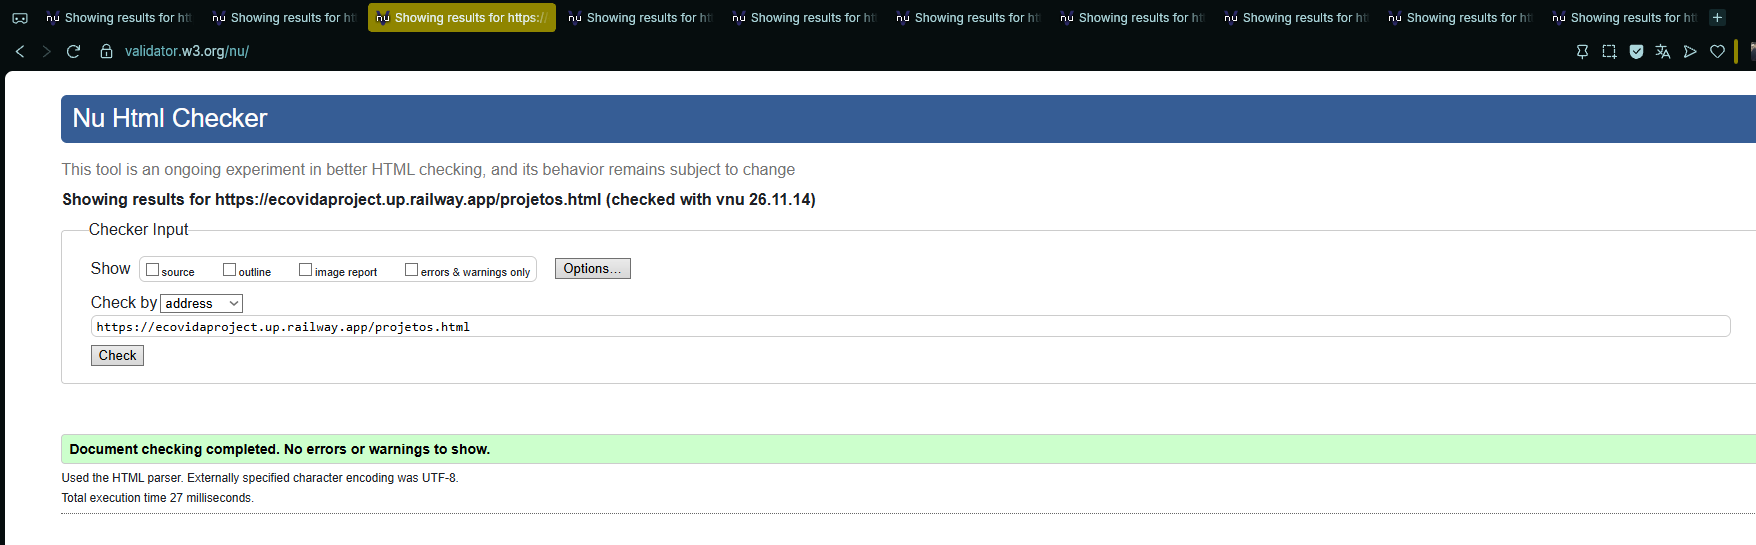 Showing results for htt
Showing results for ht
Showing results for https:/
Showing results for ht
Showing results for ht
Showing results for ht
Showing results for ht
Showing results for ht
Showing results for ht
Showing results for ht
validator.w3.org/nu/
Nu Html Checker
This tool is an ongoing experiment in better HTML checking, and its behavior remains subject to change
Showing results for https://ecovidaproject.up.railway.app/projetos.html (checked with vnu 26.11.14)
Checker Input
Show source outline image report errors & warnings only Options...
Check by address
https://ecovidaproject.up.railway.app/projetos.html
Check
Document checking completed. No errors or warnings to show.
Used the HTML parser. Externally specified character encoding was UTF-8.
Total execution time 27 milliseconds.